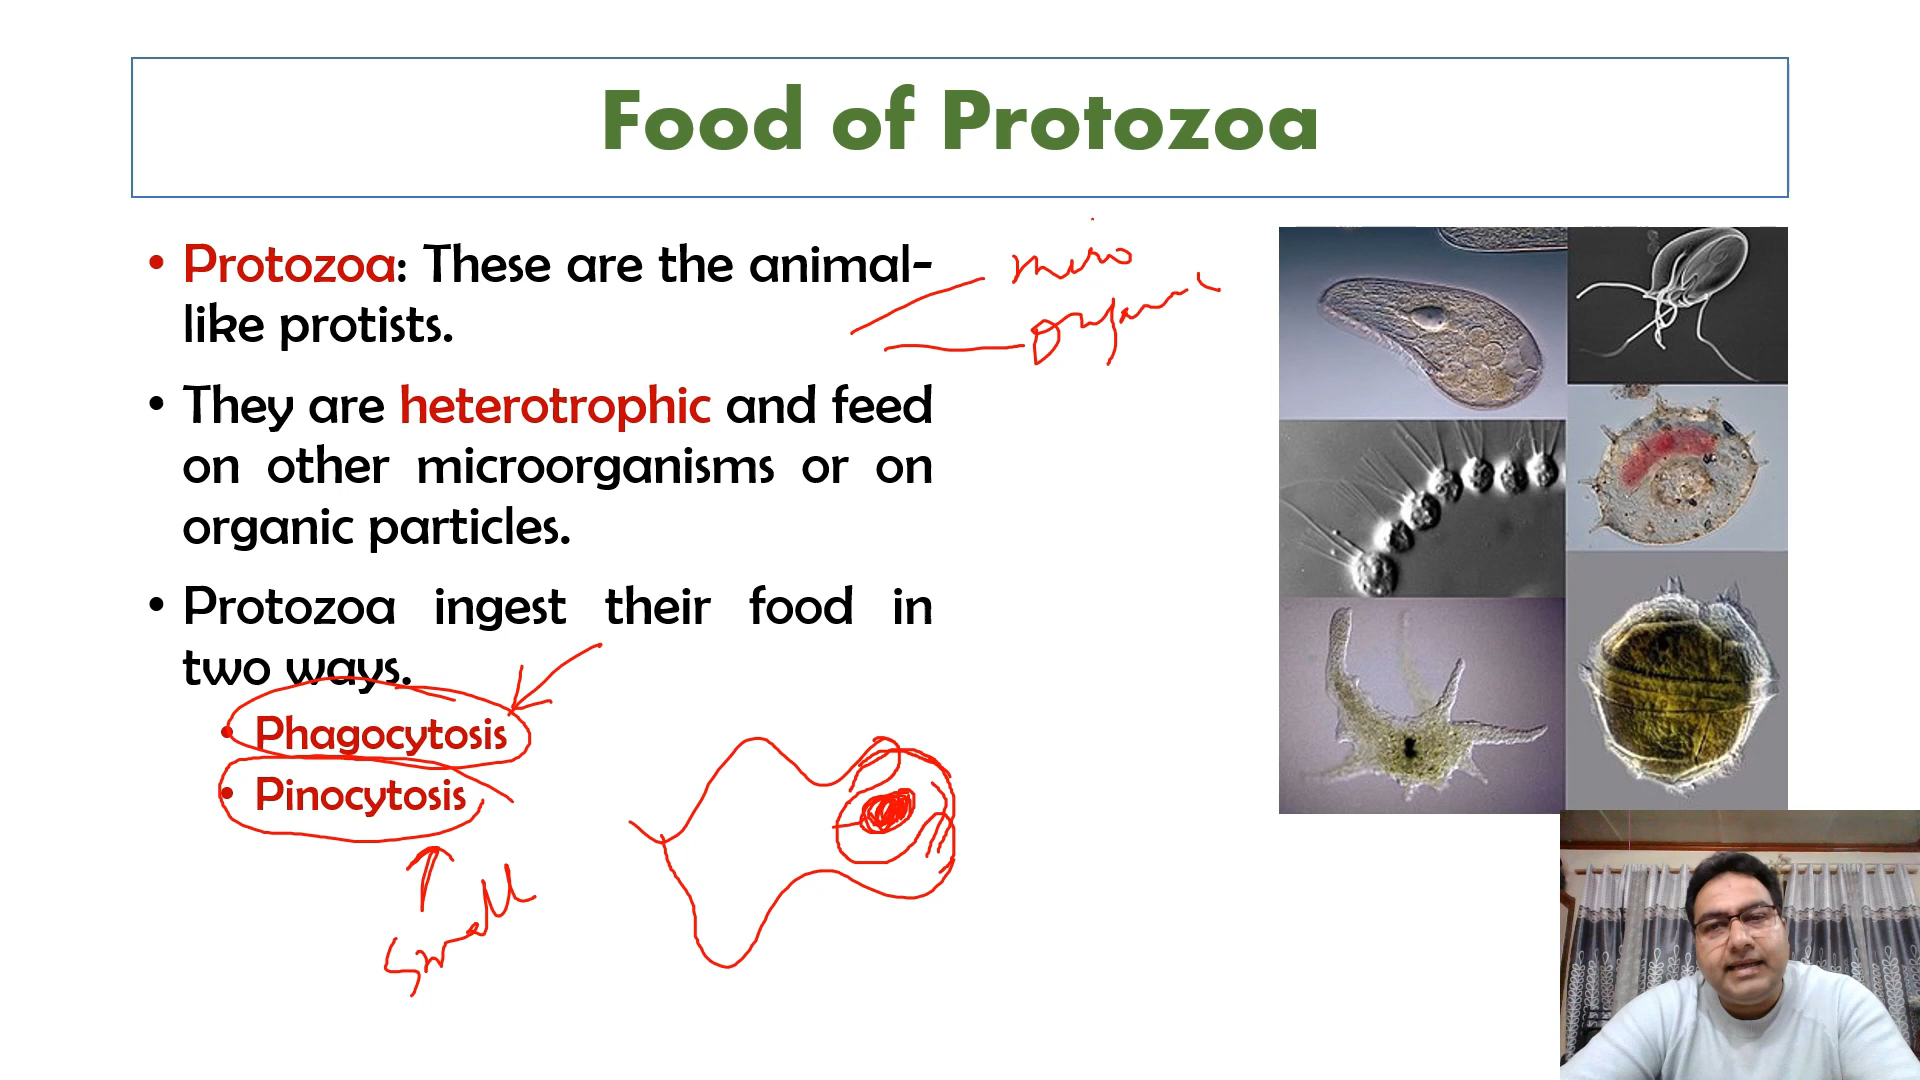 Food of Protozoa
• Protozoa: These are the animal-
like protists.
micro
organic
• They are heterotrophic and feed
on other microorganisms or on
organic particles.
• Protozoa ingest their food in
two ways.
• Phagocytosis
• Pinocytosis
Small